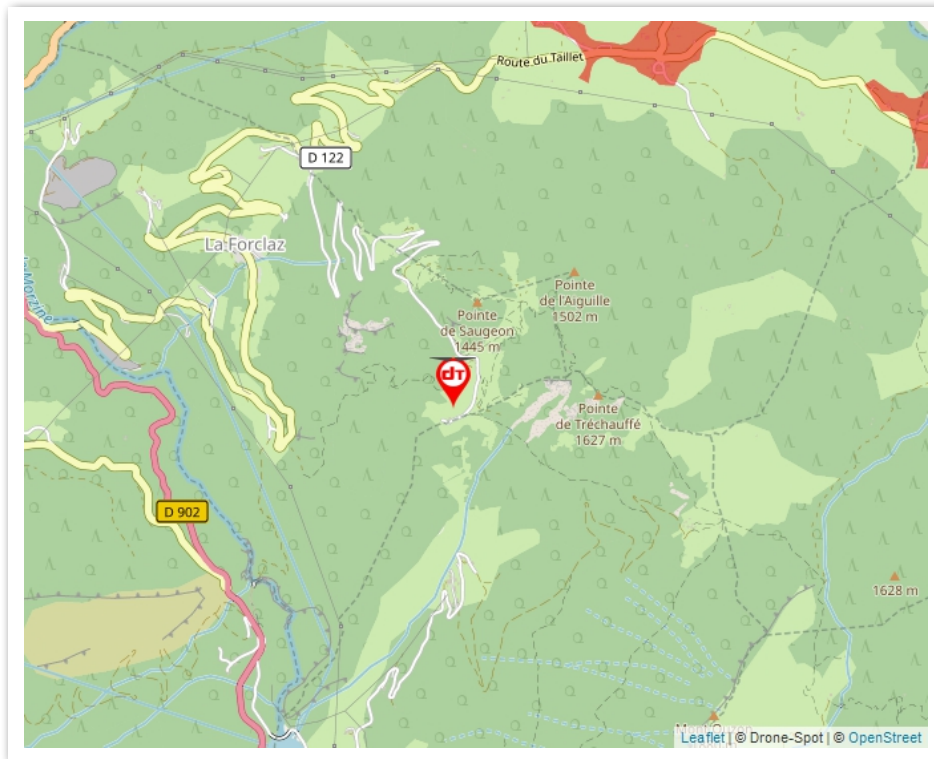 Route du Taillet
D 122
La Forclaz
Pointe
de l'Aiguille
1502 m
Pointe
de Saugeon
1445 m
dT
Pointe
de Tréchauffé
1627 m
D 902
1628 m
Leaflet | © Drone-Spot | © OpenStreet